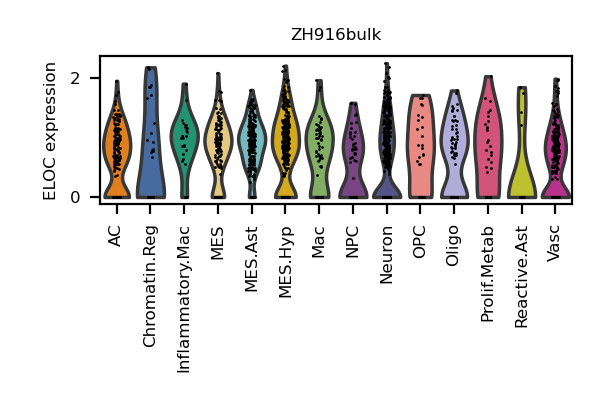 ZH916bulk
ELOC expression
2
0
AC
Chromatin.Reg
Inflammatory.Mac
MES
MES.Ast
MES.Hyp
Mac
NPC
Neuron
OPC
Oligo
Prolif.Metab
Reactive.Ast
Vasc